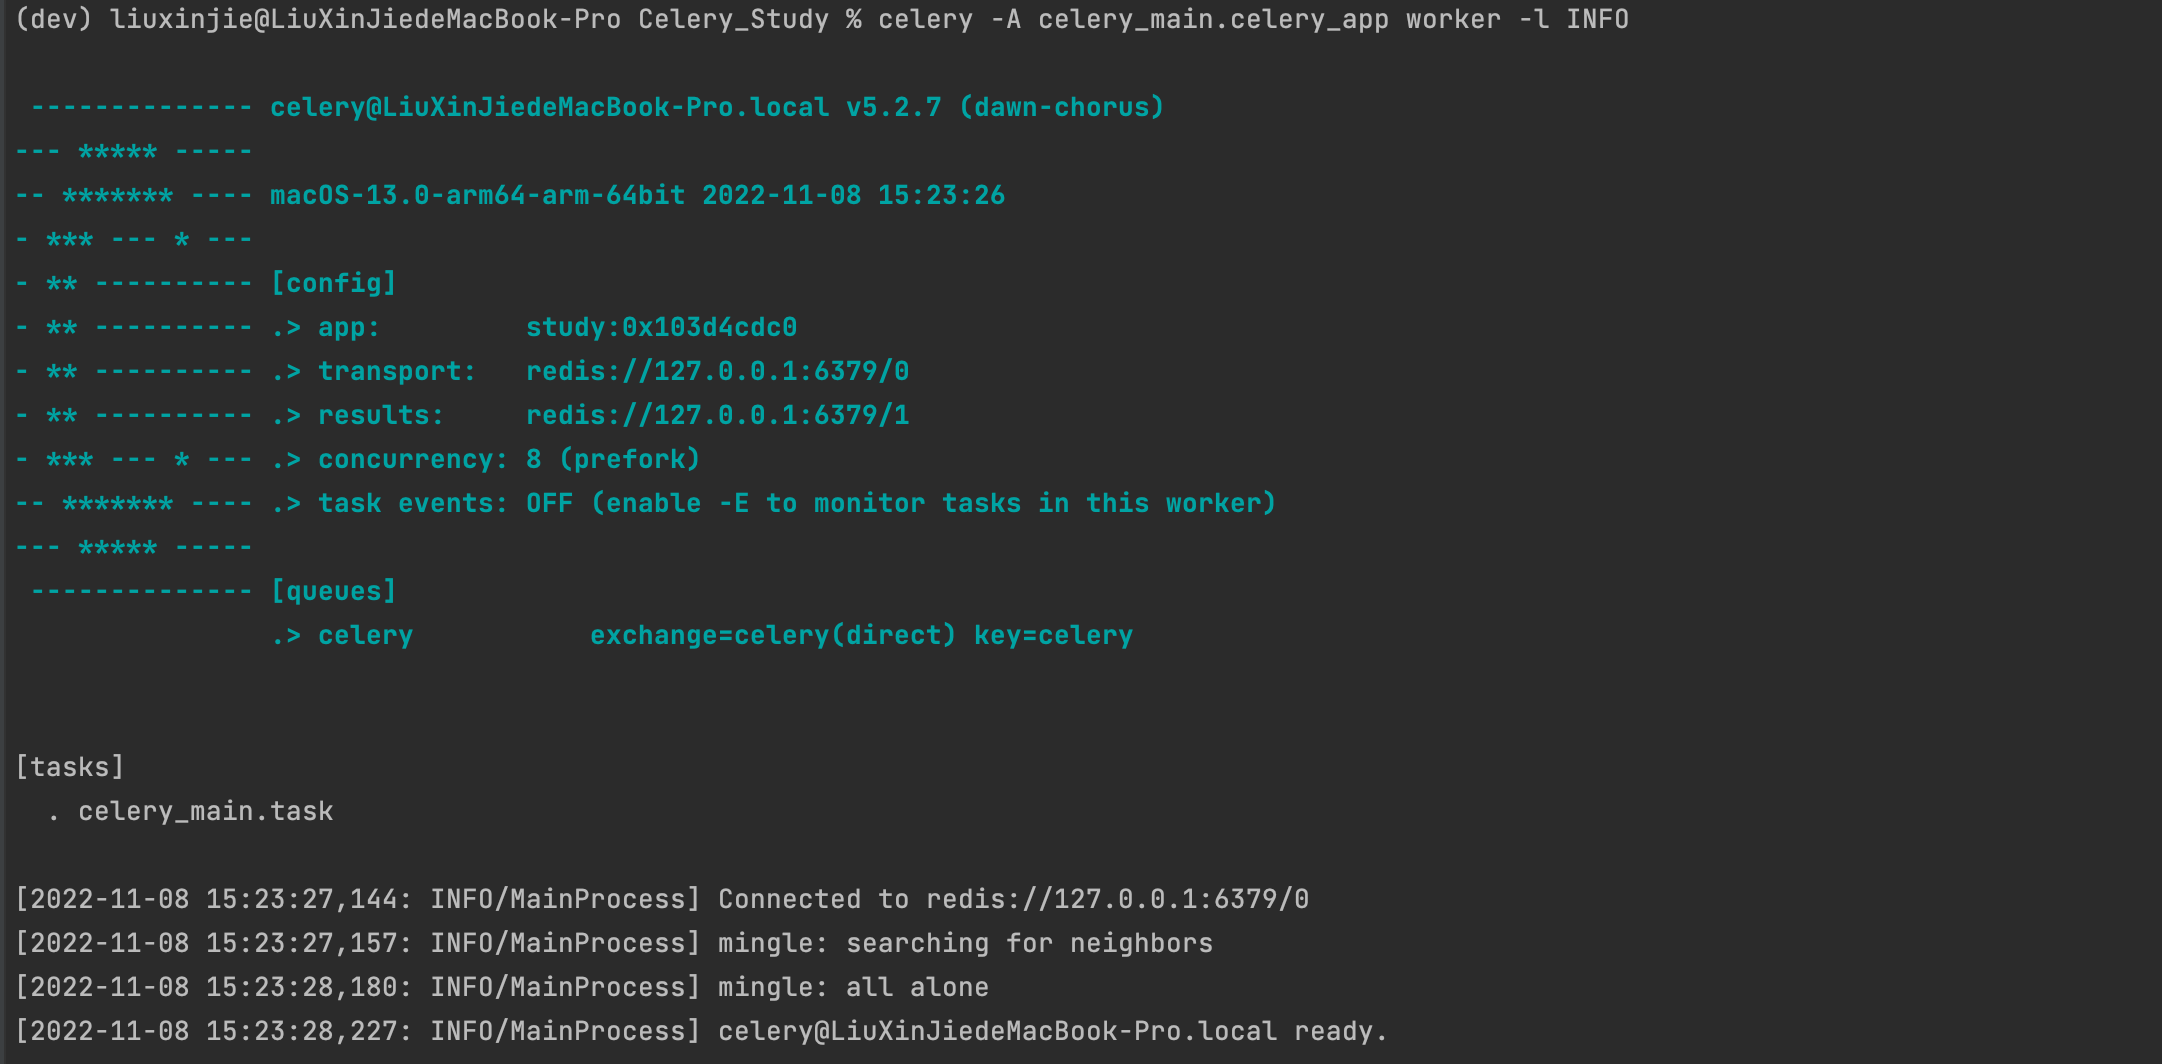 (dev) liuxinjie@LiuXinJiedeMacBook-Pro Celery_Study % celery -A celery_main.celery_app worker -l INFO
 -------------- celery@LiuXinJiedeMacBook-Pro.local v5.2.7 (dawn-chorus)
--- ***** -----
-- ******* ---- macOS-13.0-arm64-arm-64bit 2022-11-08 15:23:26
- *** --- * ---
- ** ---------- [config]
- ** ---------- .> app:         study:0x103d4cdc0
- ** ---------- .> transport:   redis://127.0.0.1:6379/0
- ** ---------- .> results:     redis://127.0.0.1:6379/1
- *** --- * --- .> concurrency: 8 (prefork)
-- ******* ---- .> task events: OFF (enable -E to monitor tasks in this worker)
--- ***** -----
 -------------- [queues]
                .> celery           exchange=celery(direct) key=celery
[tasks]
  . celery_main.task
[2022-11-08 15:23:27,144: INFO/MainProcess] Connected to redis://127.0.0.1:6379/0
[2022-11-08 15:23:27,157: INFO/MainProcess] mingle: searching for neighbors
[2022-11-08 15:23:28,180: INFO/MainProcess] mingle: all alone
[2022-11-08 15:23:28,227: INFO/MainProcess] celery@LiuXinJiedeMacBook-Pro.local ready.